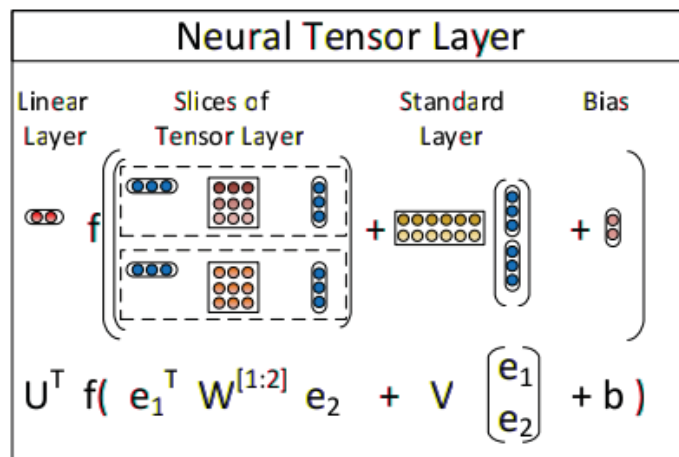 Neural Tensor Layer
Linear Layer
Slices of Tensor Layer
Standard Layer
Bias
f + +
U^T f( e_1^T W^[1:2] e_2 + V [e_1 e_2] + b )